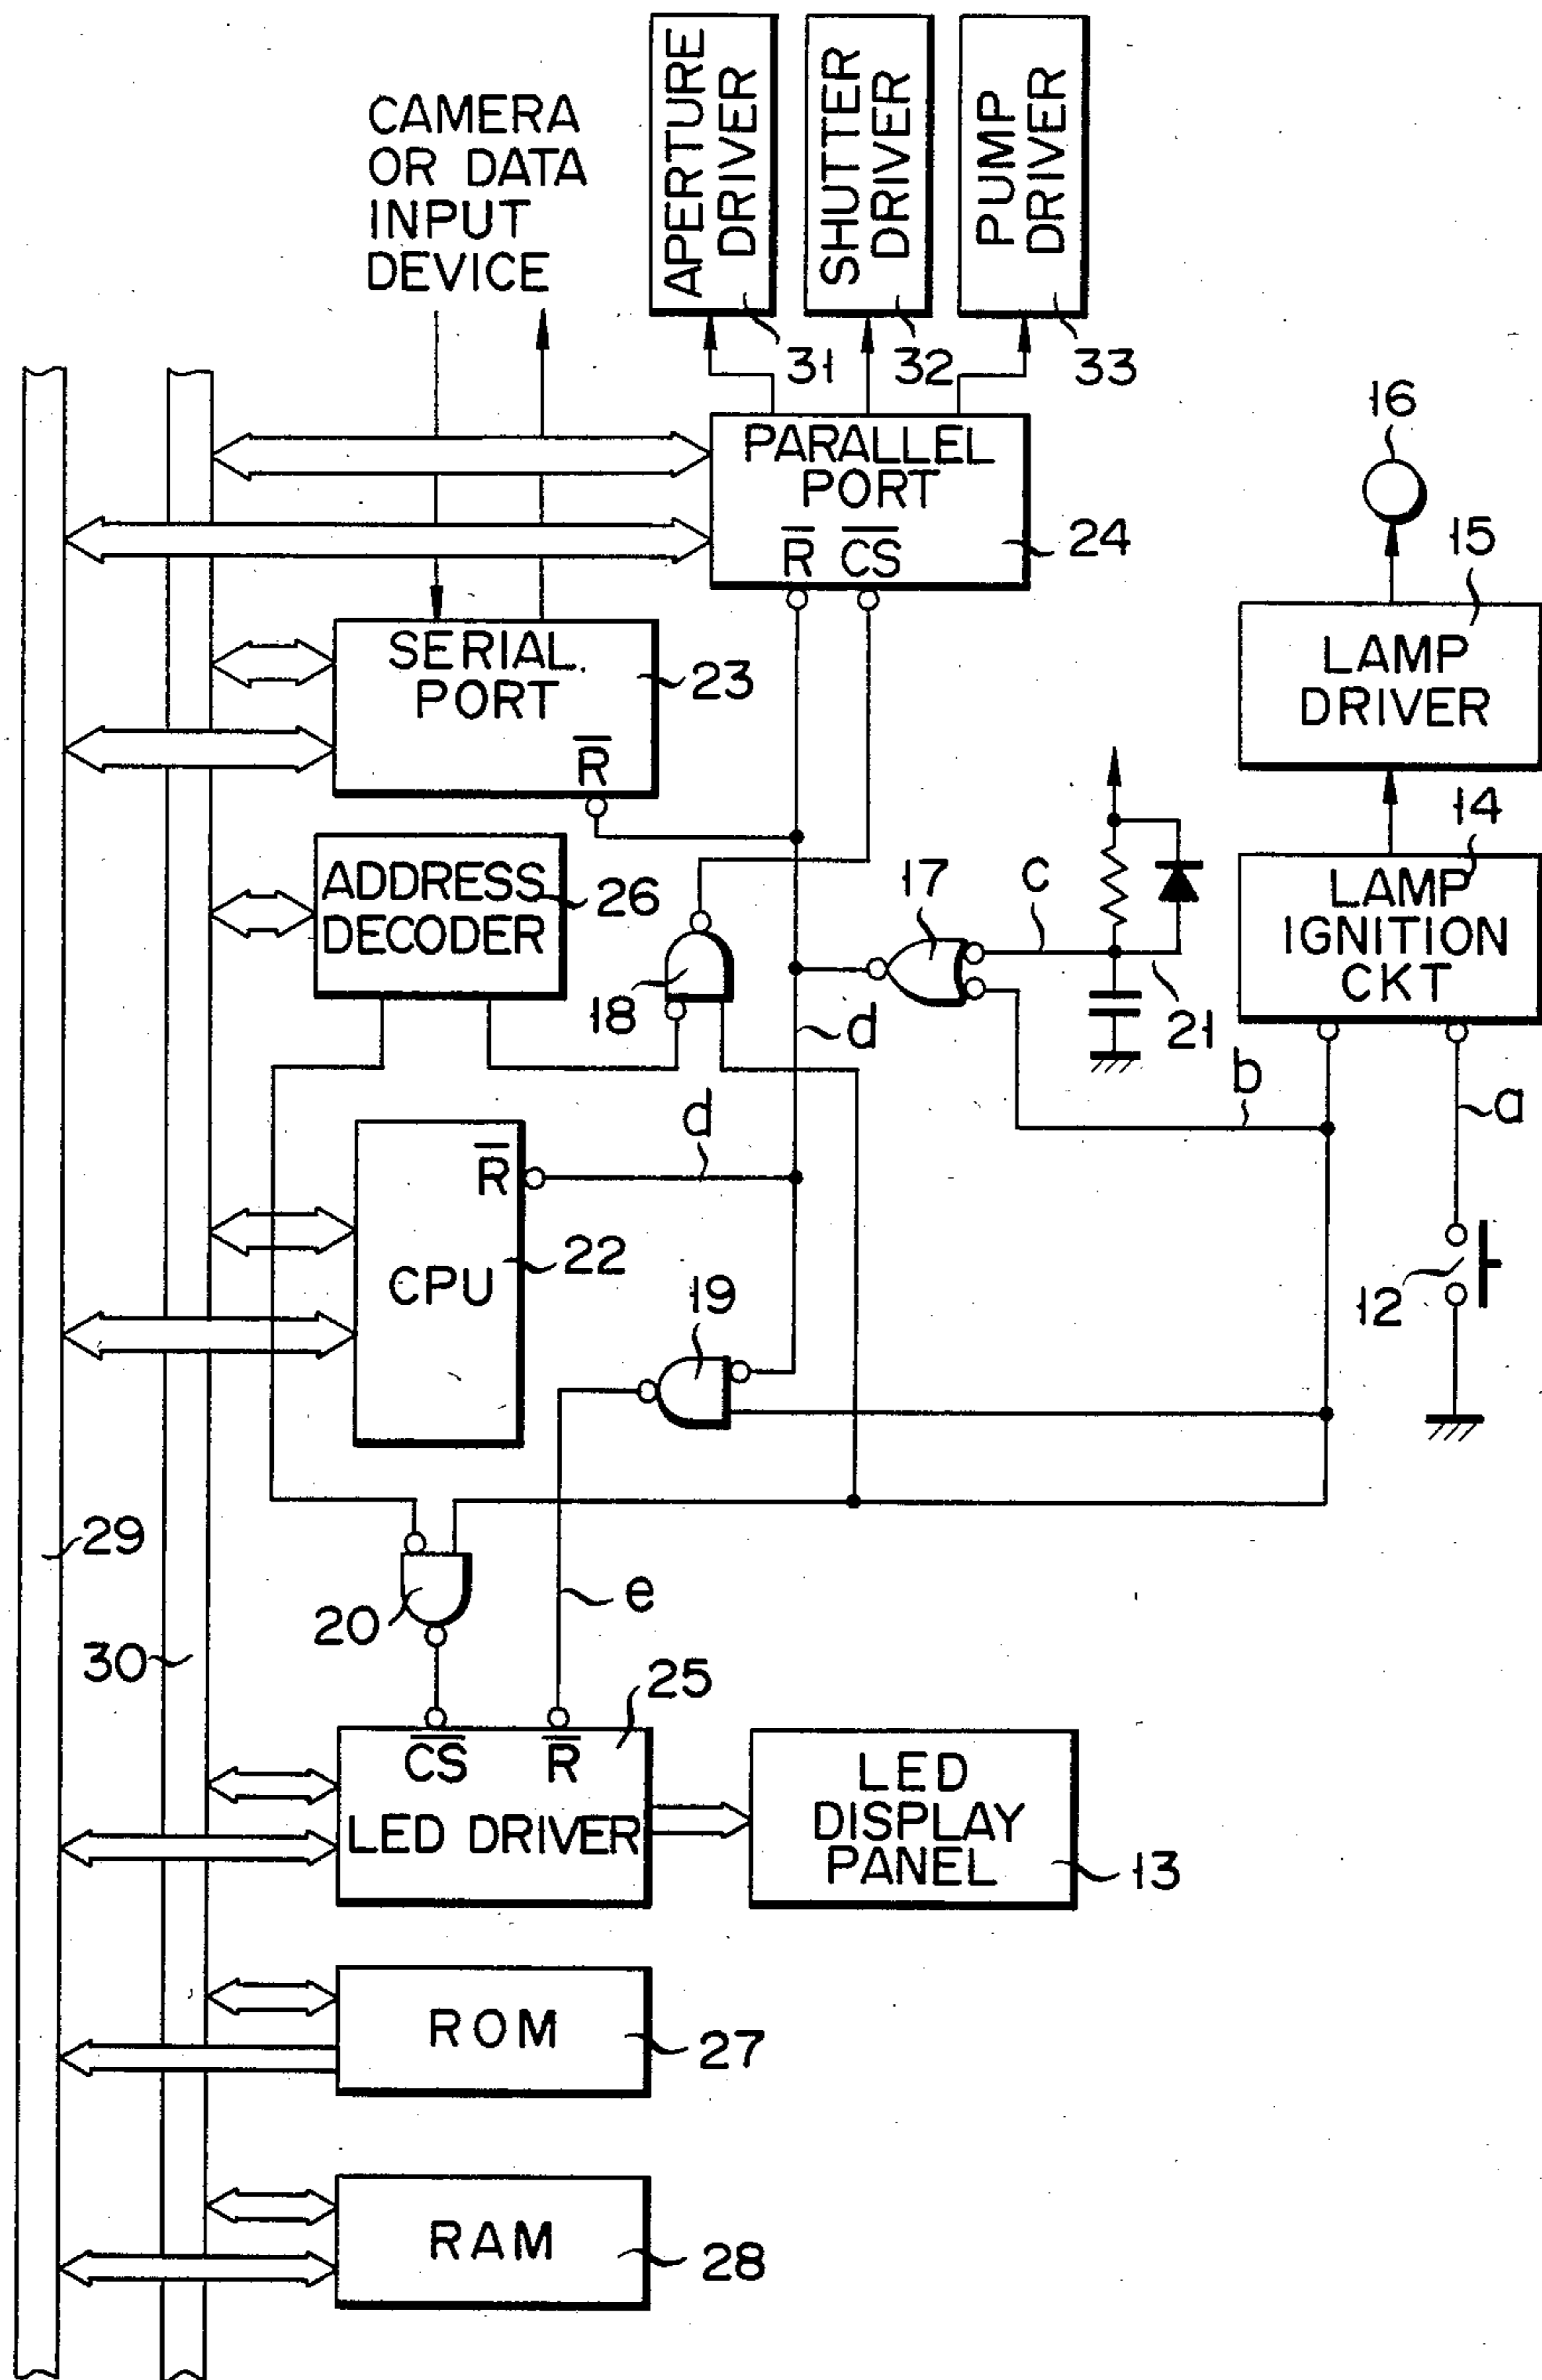 CAMERA
OR DATA
INPUT
DEVICE
APERTURE
DRIVER
31
SHUTTER
DRIVER
32
PUMP
DRIVER
33
PARALLEL
PORT
R̅ C̅S̅
24
16
15
LAMP
DRIVER
SERIAL
PORT
R̅
23
14
LAMP
IGNITION
CKT
ADDRESS
DECODER
26
18
17
c
21
d
b
a
d
R̅
CPU
22
19
12
29
20
e
30
25
C̅S̅ R̅
LED DRIVER
LED
DISPLAY
PANEL
13
ROM
27
RAM
28